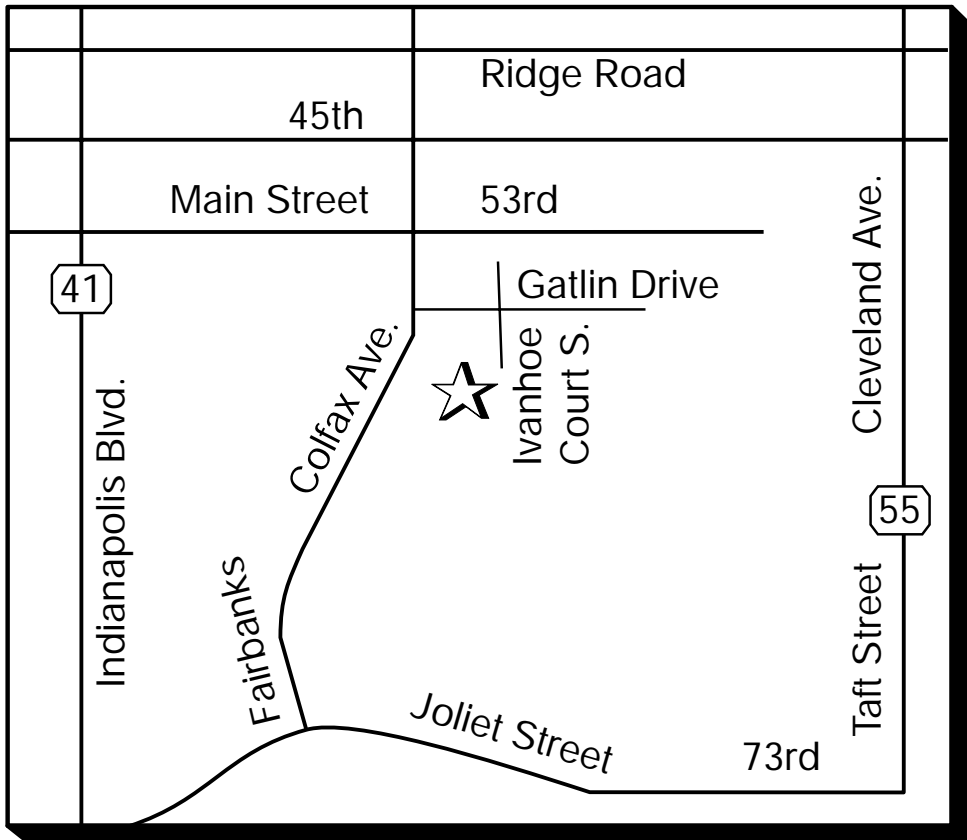 Ridge Road
45th
Main Street
53rd
Cleveland Ave.
41
Gatlin Drive
Ivanhoe
Court S.
Colfax Ave.
Indianapolis Blvd.
55
Fairbanks
Taft Street
Joliet Street
73rd